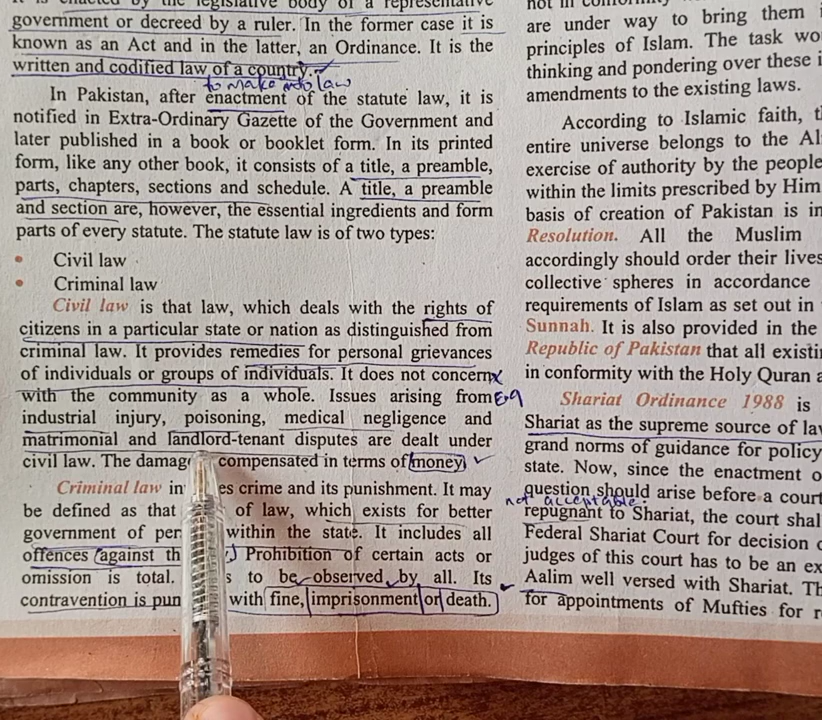 government or decreed by a ruler. In the former case it is
known as an Act and in the latter, an Ordinance. It is the
written and codified law of a country.
to make into law
In Pakistan, after enactment of the statute law, it is
notified in Extra-Ordinary Gazette of the Government and
later published in a book or booklet form. In its printed
form, like any other book, it consists of a title, a preamble,
parts, chapters, sections and schedule. A title, a preamble
and section are, however, the essential ingredients and form
parts of every statute. The statute law is of two types:
• Civil law
• Criminal law
Civil law is that law, which deals with the rights of
citizens in a particular state or nation as distinguished from
criminal law. It provides remedies for personal grievances
of individuals or groups of individuals. It does not concern
with the community as a whole. Issues arising from E.g
industrial injury, poisoning, medical negligence and
matrimonial and landlord-tenant disputes are dealt under
civil law. The compensated in terms of money.
Criminal law crime and its punishment. It may
be defined as that of law, which exists for better
government of within the state. It includes all
offences against Prohibition of certain acts or
omission is total. to be observed by all. Its
contravention is with fine, imprisonment or death.
are under way to bring them
principles of Islam. The task
thinking and pondering over these
amendments to the existing laws.
According to Islamic faith,
entire universe belongs to the
exercise of authority by the people
within the limits prescribed by Him
basis of creation of Pakistan is
Resolution. All the Muslim
accordingly should order their lives
collective spheres in accordance
requirements of Islam as set out in
Sunnah. It is also provided in the
Republic of Pakistan that all
in conformity with the Holy Quran
Shariat Ordinance 1988 is
Shariat as the supreme source of
grand norms of guidance for policy
state. Now, since the enactment
question should arise before a court
not acceptable
repugnant to Shariat, the court
Federal Shariat Court for decision
judges of this court has to be an
Aalim well versed with Shariat.
for appointments of Mufties for